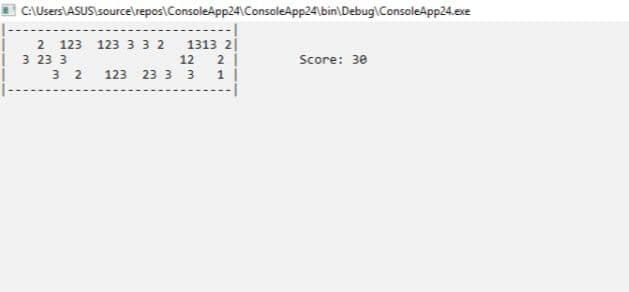 C:\Users\ASUS\source\repos\ConsoleApp24\ConsoleApp24\bin\Debug\ConsoleApp24.exe
|------------------------------|
|    2  123  123 3 3 2   1313 2|
|  3 23 3               12   2 |        Score: 30
|      3  2   123  23 3  3   1 |
|------------------------------|